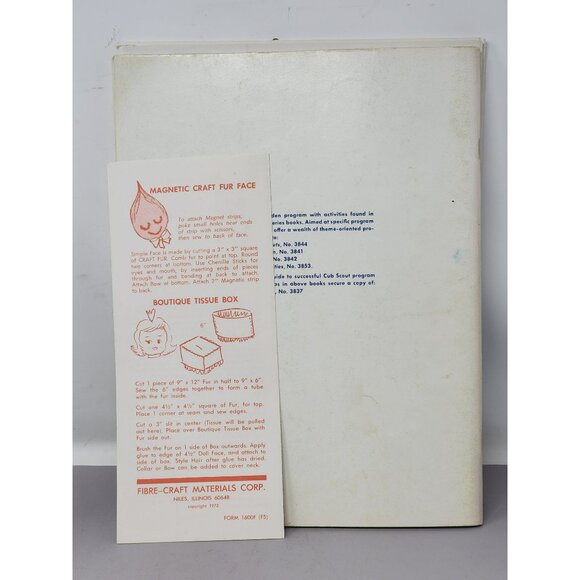 MAGNETIC CRAFT FUR FACE
To attach Magnet strips,
poke small holes near ends
of strip with scissors,
then sew to back of face.
Simple Face is made by cutting a 3" x 3" square
of CRAFT FUR. Comb fur to point at top. Round
two corners at bottom. Use Chenille Sticks for
eyes and mouth, by inserting ends of pieces
through fur and bending at back to attach.
Attach Bow at bottom. Attach 2" Magnetic strip
to back.
BOUTIQUE TISSUE BOX
6"
Cut 1 piece of 9" x 12" Fur in half to 9" x 6".
Sew the 6" edges together to form a tube
with the fur inside.
Cut one 4½" x 4½" square of Fur, for top.
Place 1 corner at seam and sew edges.
Cut a 3" slit in center (Tissue will be pulled
out here). Place over Boutique Tissue Box with
Fur side out.
Brush the Fur on 1 side of Box outwards. Apply
glue to edge of 4½" Doll Face, and attach to
side of box. Style Hair after glue has dried.
Collar or Bow can be added to cover neck.
FIBRE-CRAFT MATERIALS CORP.
NILES, ILLINOIS 60648
copyright 1972
FORM 1600F (F5)
den program with activities found in
eries books. Aimed at specific program
offer a wealth of theme-oriented pro-
ts, No. 3844
, No. 3841
No. 3842
ities, No. 3853.
uide to successful Cub Scout program
ps in above books secure a copy of:
, No. 3837